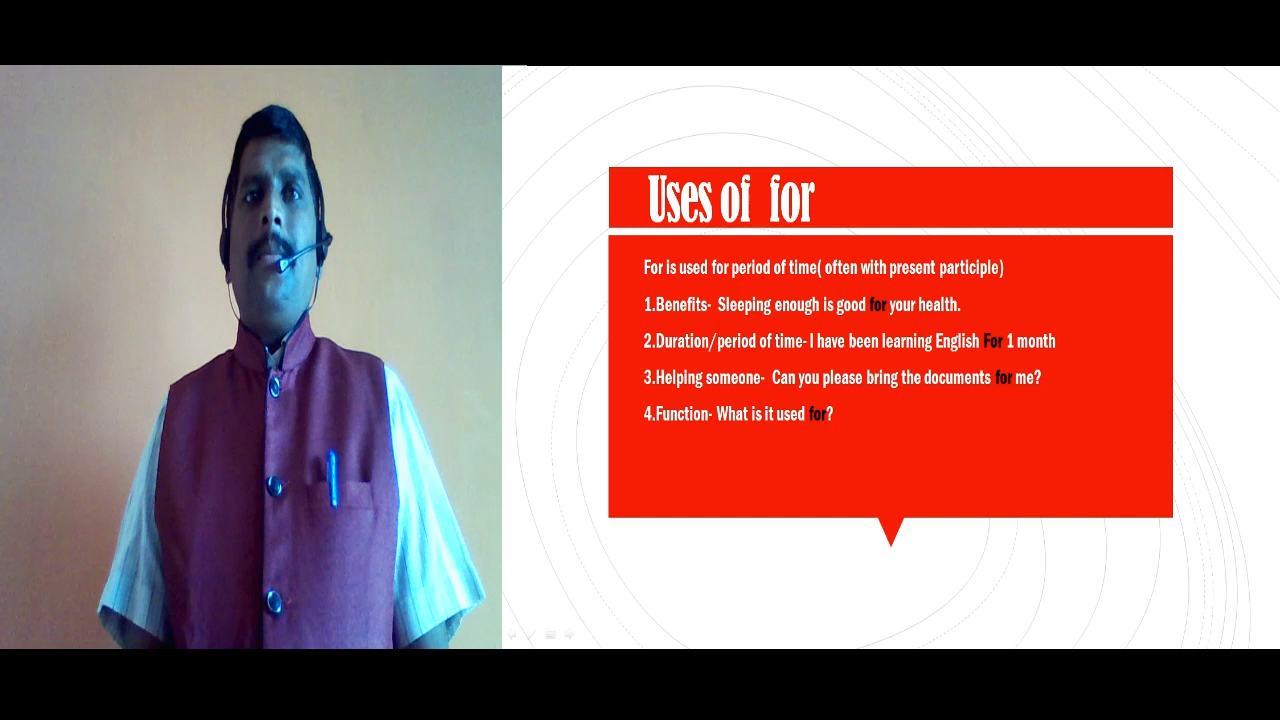 Uses of for
For is used for period of time( often with present participle)
1.Benefits- Sleeping enough is good for your health.
2.Duration/period of time- I have been learning English For 1 month
3.Helping someone- Can you please bring the documents for me?
4.Function- What is it used for?